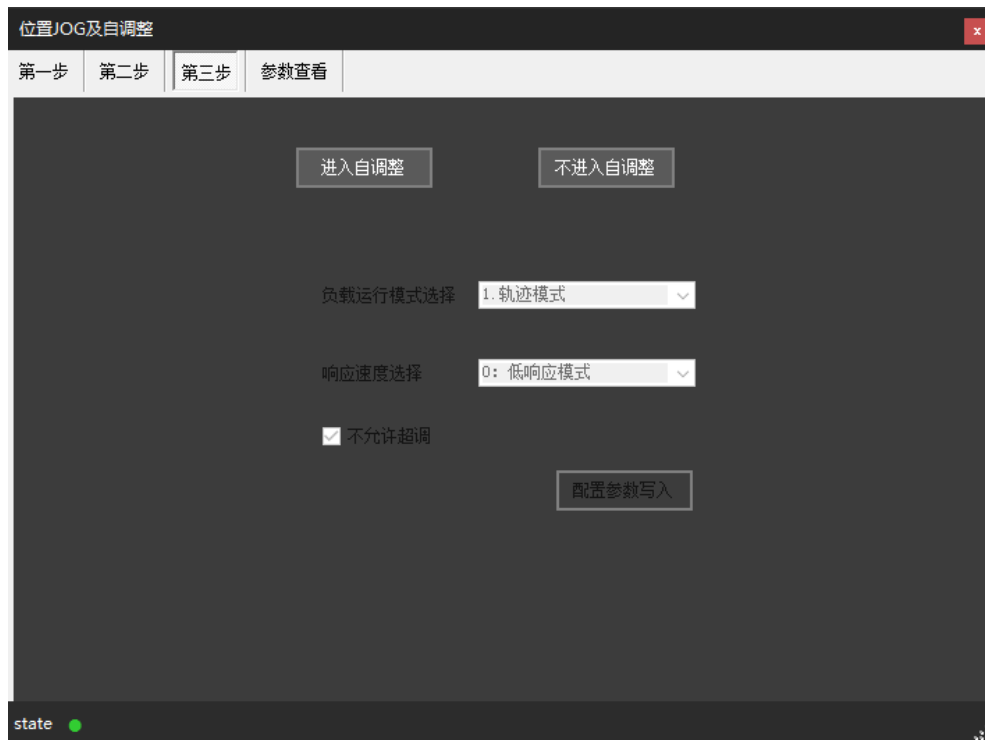 位置JOG及自调整
x
第一步 第二步 第三步 参数查看
进入自调整 不进入自调整
负载运行模式选择 1.轨迹模式
响应速度选择 0: 低响应模式
不允许超调
配置参数写入
state